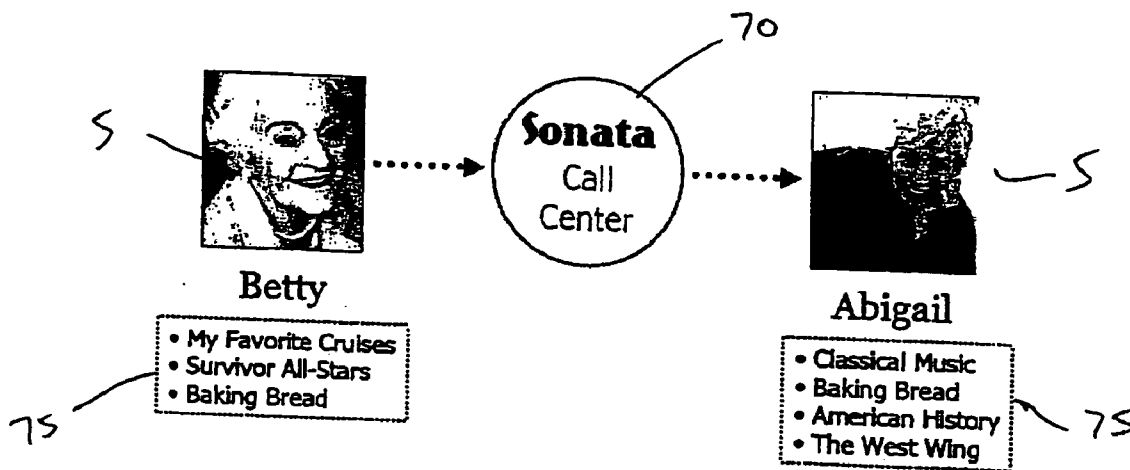 70
5
Sonata
Call
Center
5
Betty
• My Favorite Cruises
• Survivor All-Stars
• Baking Bread
75
Abigail
• Classical Music
• Baking Bread
• American History
• The West Wing
75